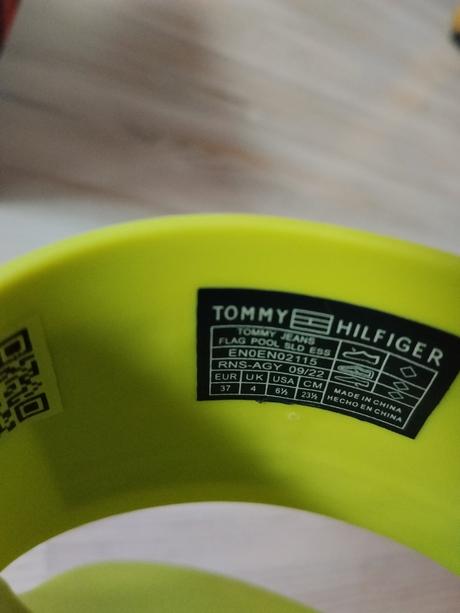 TOMMY HILFIGER
TOMMY JEANS
FLAG POOL SLD ESS
EN0EN02115
RNS-AGY 09/22
EUR UK USA CM
37 4 6½ 23½
MADE IN CHINA
HECHO EN CHINA